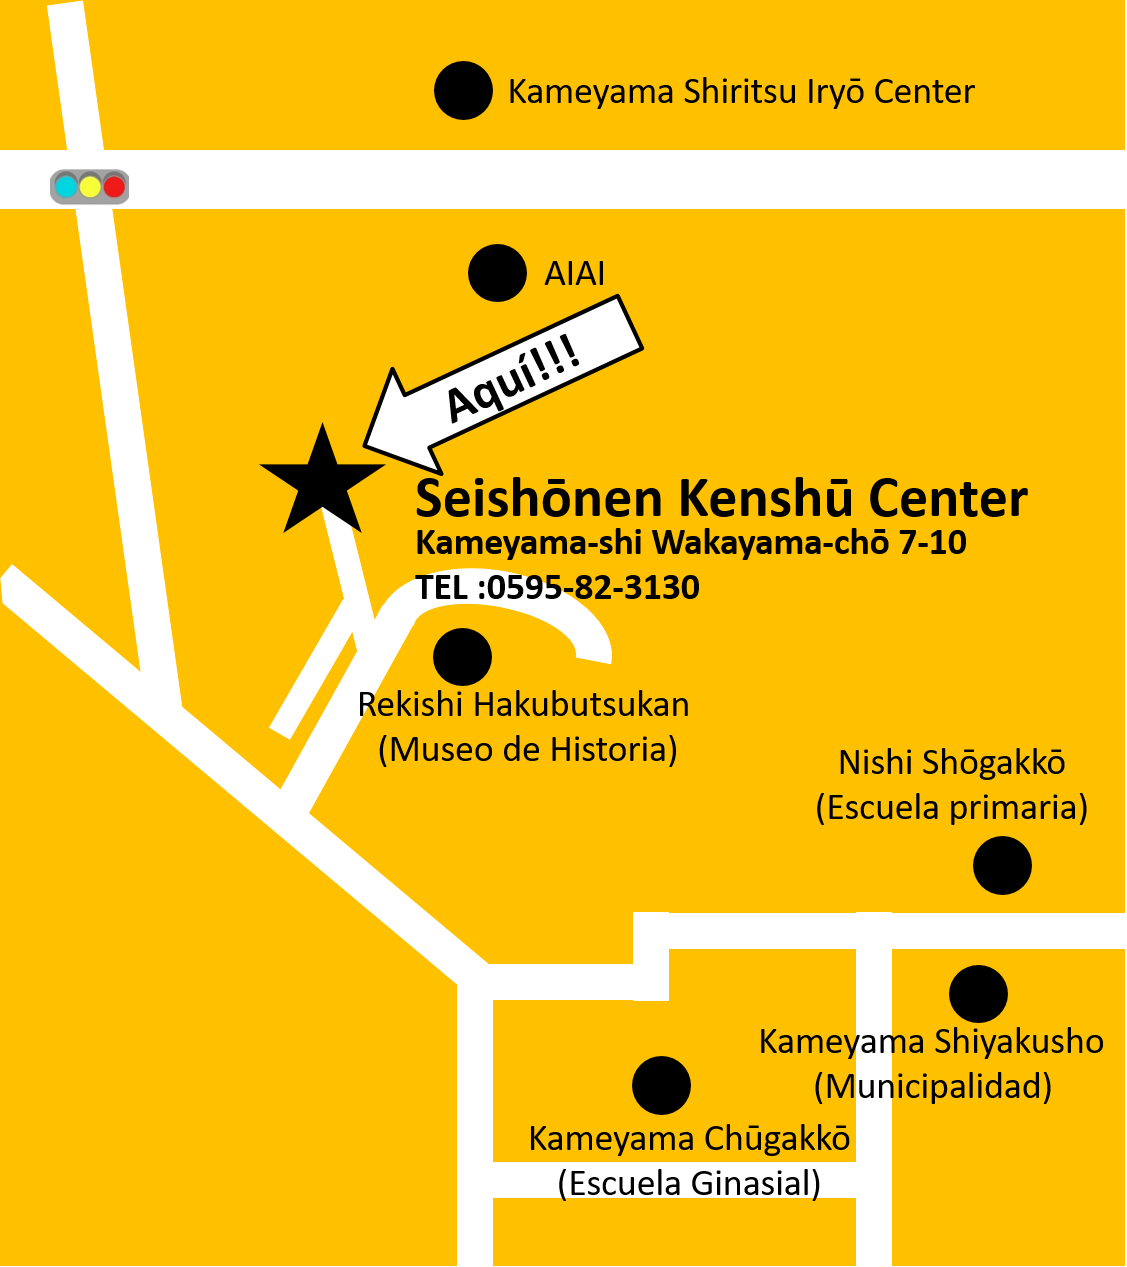 Kameyama Shiritsu Iryō Center
AIAI
Aquí!!!
Seishōnen Kenshū Center
Kameyama-shi Wakayama-chō 7-10
TEL :0595-82-3130
Rekishi Hakubutsukan
(Museo de Historia)
Nishi Shōgakkō
(Escuela primaria)
Kameyama Shiyakusho
(Municipalidad)
Kameyama Chūgakkō
(Escuela Ginasial)